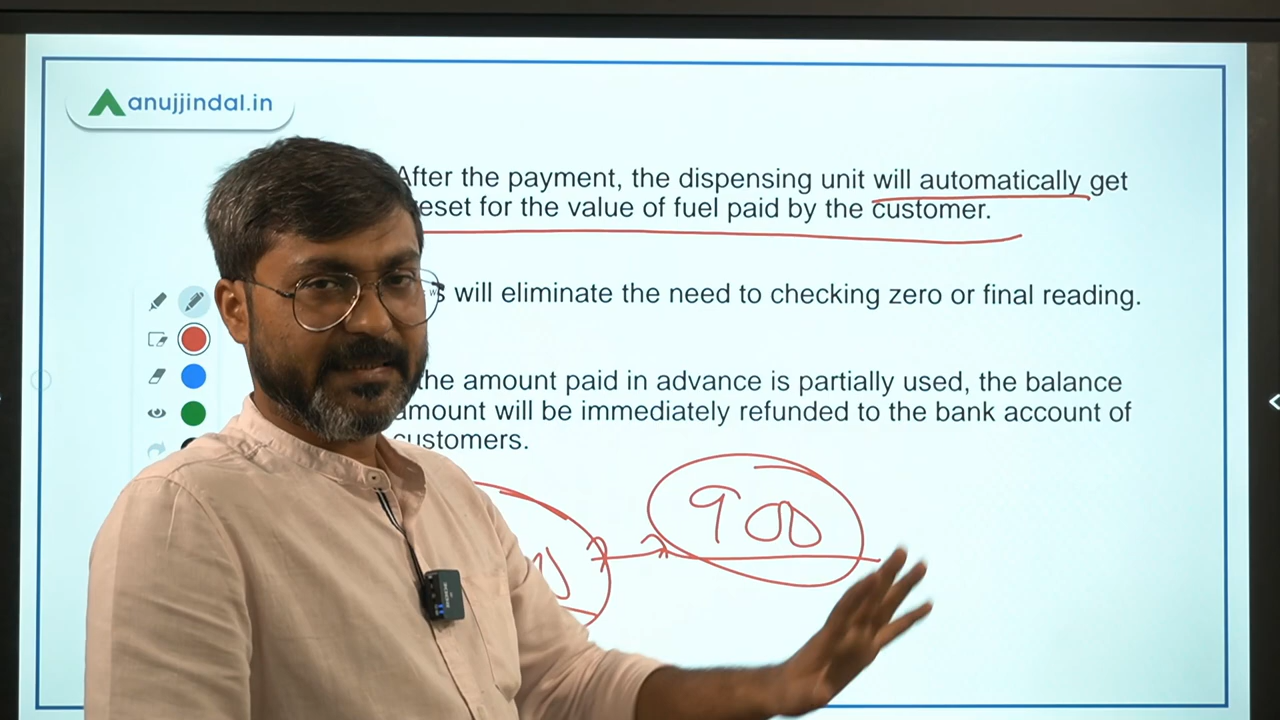 anujjindal.in
After the payment, the dispensing unit will automatically get
reset for the value of fuel paid by the customer.
will eliminate the need to checking zero or final reading.
the amount paid in advance is partially used, the balance
amount will be immediately refunded to the bank account of
customers.
900